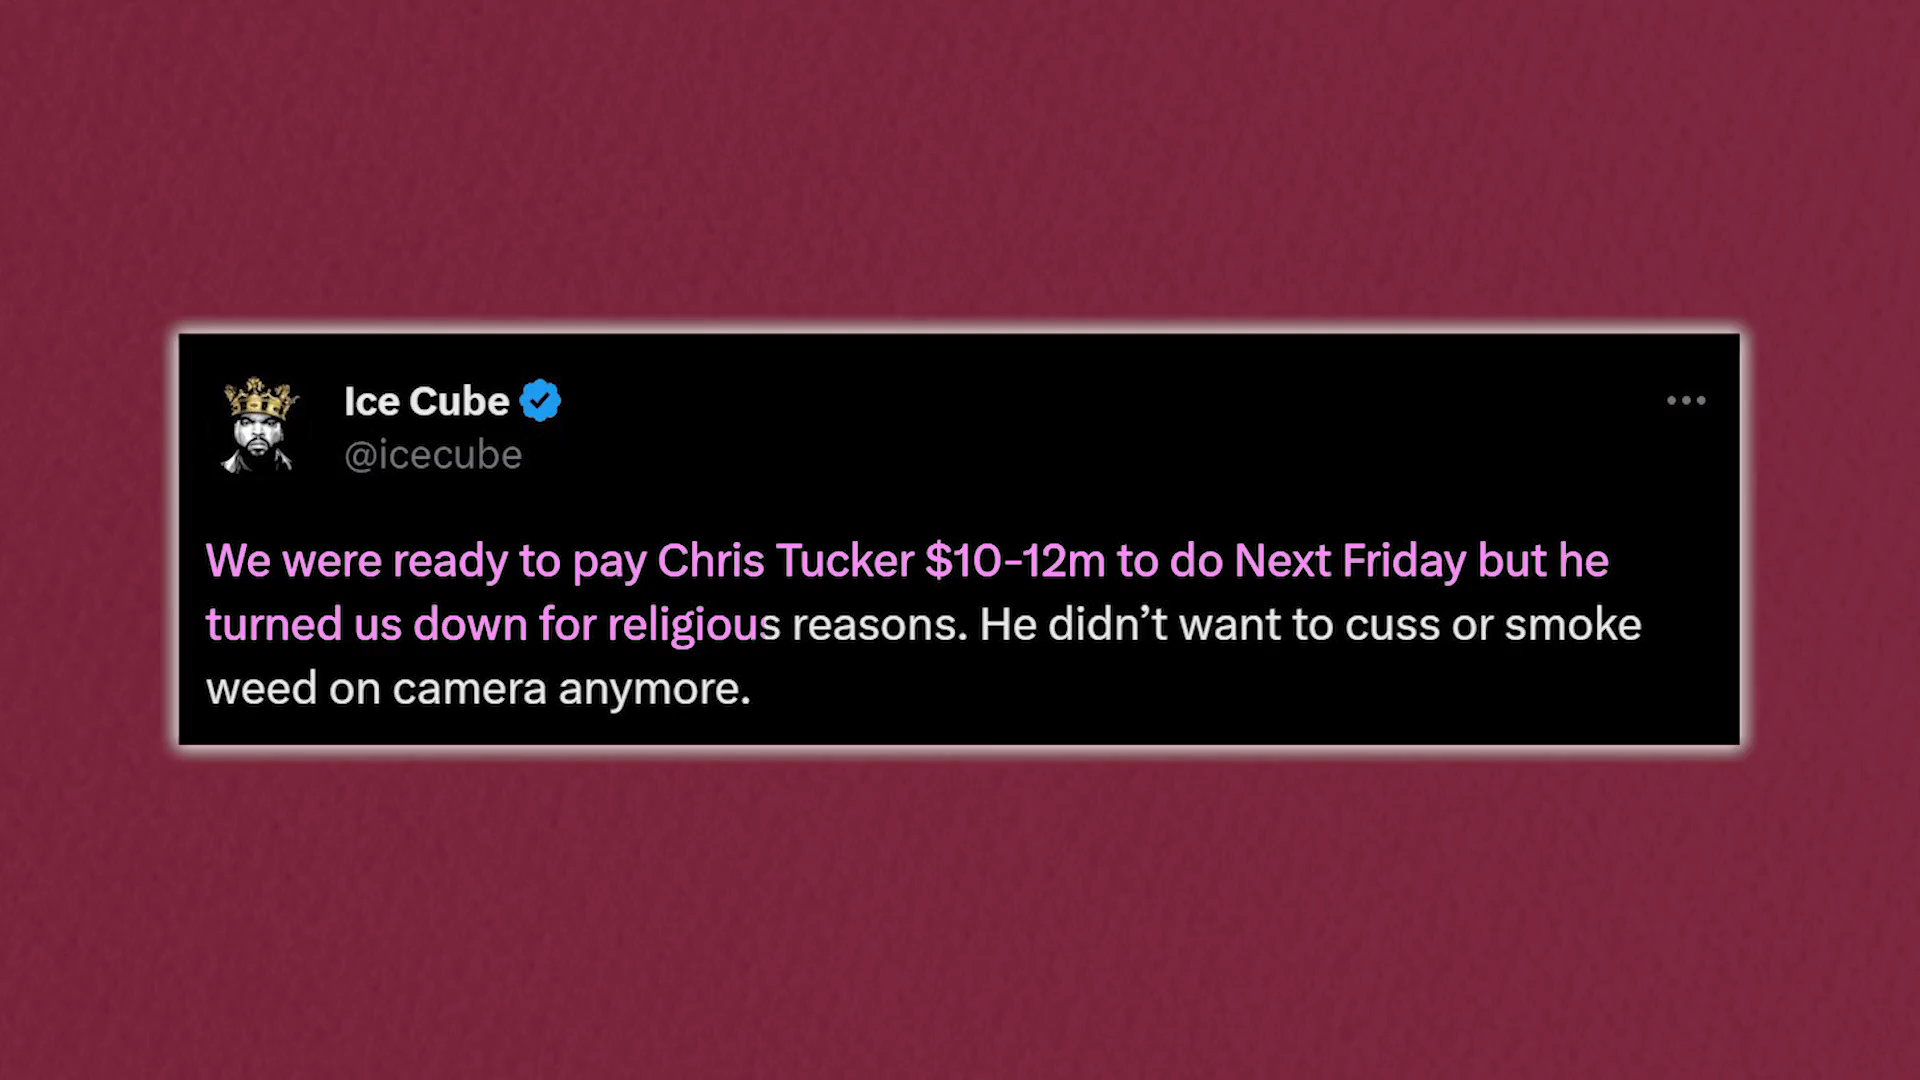 Ice Cube
@icecube
We were ready to pay Chris Tucker $10-12m to do Next Friday but he
turned us down for religious reasons. He didn’t want to cuss or smoke
weed on camera anymore.